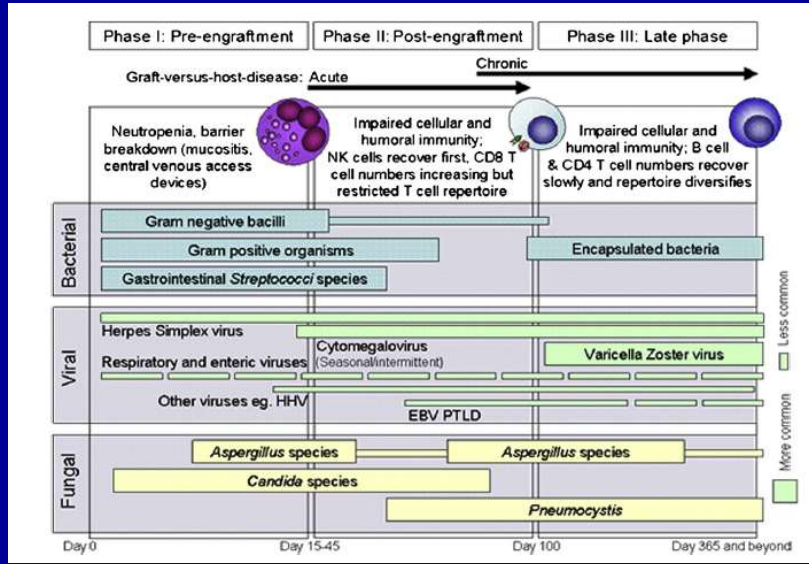 Phase I: Pre-engraftment
Phase II: Post-engraftment
Phase III: Late phase
Graft-versus-host-disease: Acute
Chronic
Neutropenia, barrier
breakdown (mucositis,
central venous access
devices)
Impaired cellular and
humoral immunity;
NK cells recover first, CD8 T
cell numbers increasing but
restricted T cell repertoire
Impaired cellular and
humoral immunity; B cell
& CD4 T cell numbers recover
slowly and repertoire diversifies
Bacterial
Gram negative bacilli
Gram positive organisms
Encapsulated bacteria
Gastrointestinal Streptococci species
Viral
Herpes Simplex virus
Cytomegalovirus
Respiratory and enteric viruses (Seasonal/intermittent)
Varicella Zoster virus
Other viruses eg. HHV
EBV PTLD
Fungal
Aspergillus species
Aspergillus species
Candida species
Pneumocystis
Day 0
Day 15-45
Day 100
Day 365 and beyond
Less common
More common